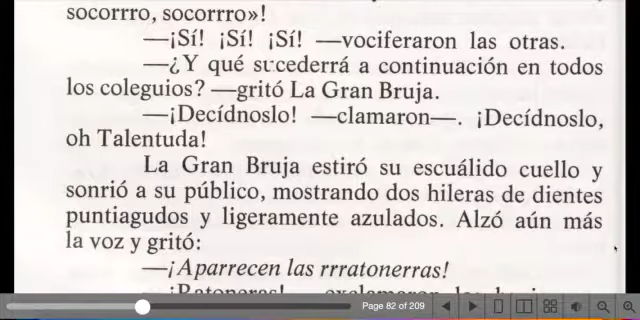 socorrro, socorrro»!
—¡Sí! ¡Sí! ¡Sí! —vociferaron las otras.
—¿Y qué sucederrá a continuación en todos
los coleguios? —gritó La Gran Bruja.
—¡Decídnoslo! —clamaron—. ¡Decídnoslo,
oh Talentuda!
La Gran Bruja estiró su escuálido cuello y
sonrió a su público, mostrando dos hileras de dientes
puntiagudos y ligeramente azulados. Alzó aún más
la voz y gritó:
—¡Aparrecen las rrratonerras!
Page 82 of 209